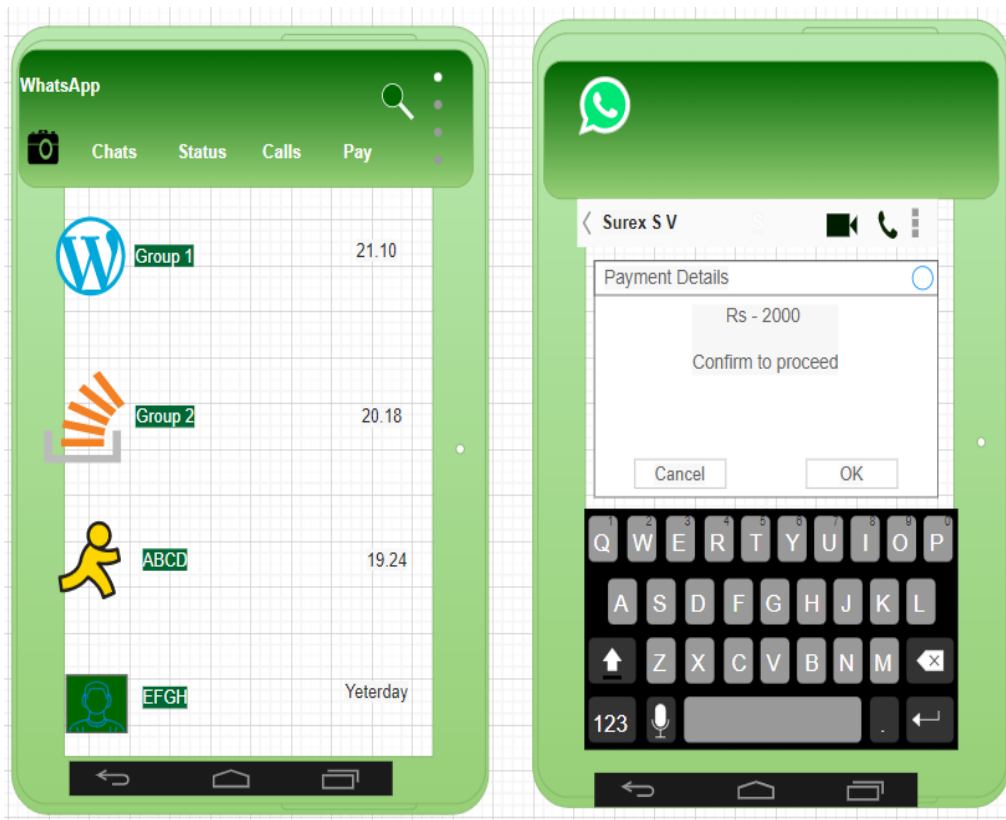 WhatsApp
Chats Status Calls Pay
Group 1 21.10
Group 2 20.18
ABCD 19.24
EFGH Yeterday
Surex S V
Payment Details
Rs - 2000
Confirm to proceed
Cancel OK
1 2 3 4 5 6 7 8 9 0
Q W E R T Y U I O P
A S D F G H J K L
Z X C V B N M
123 .